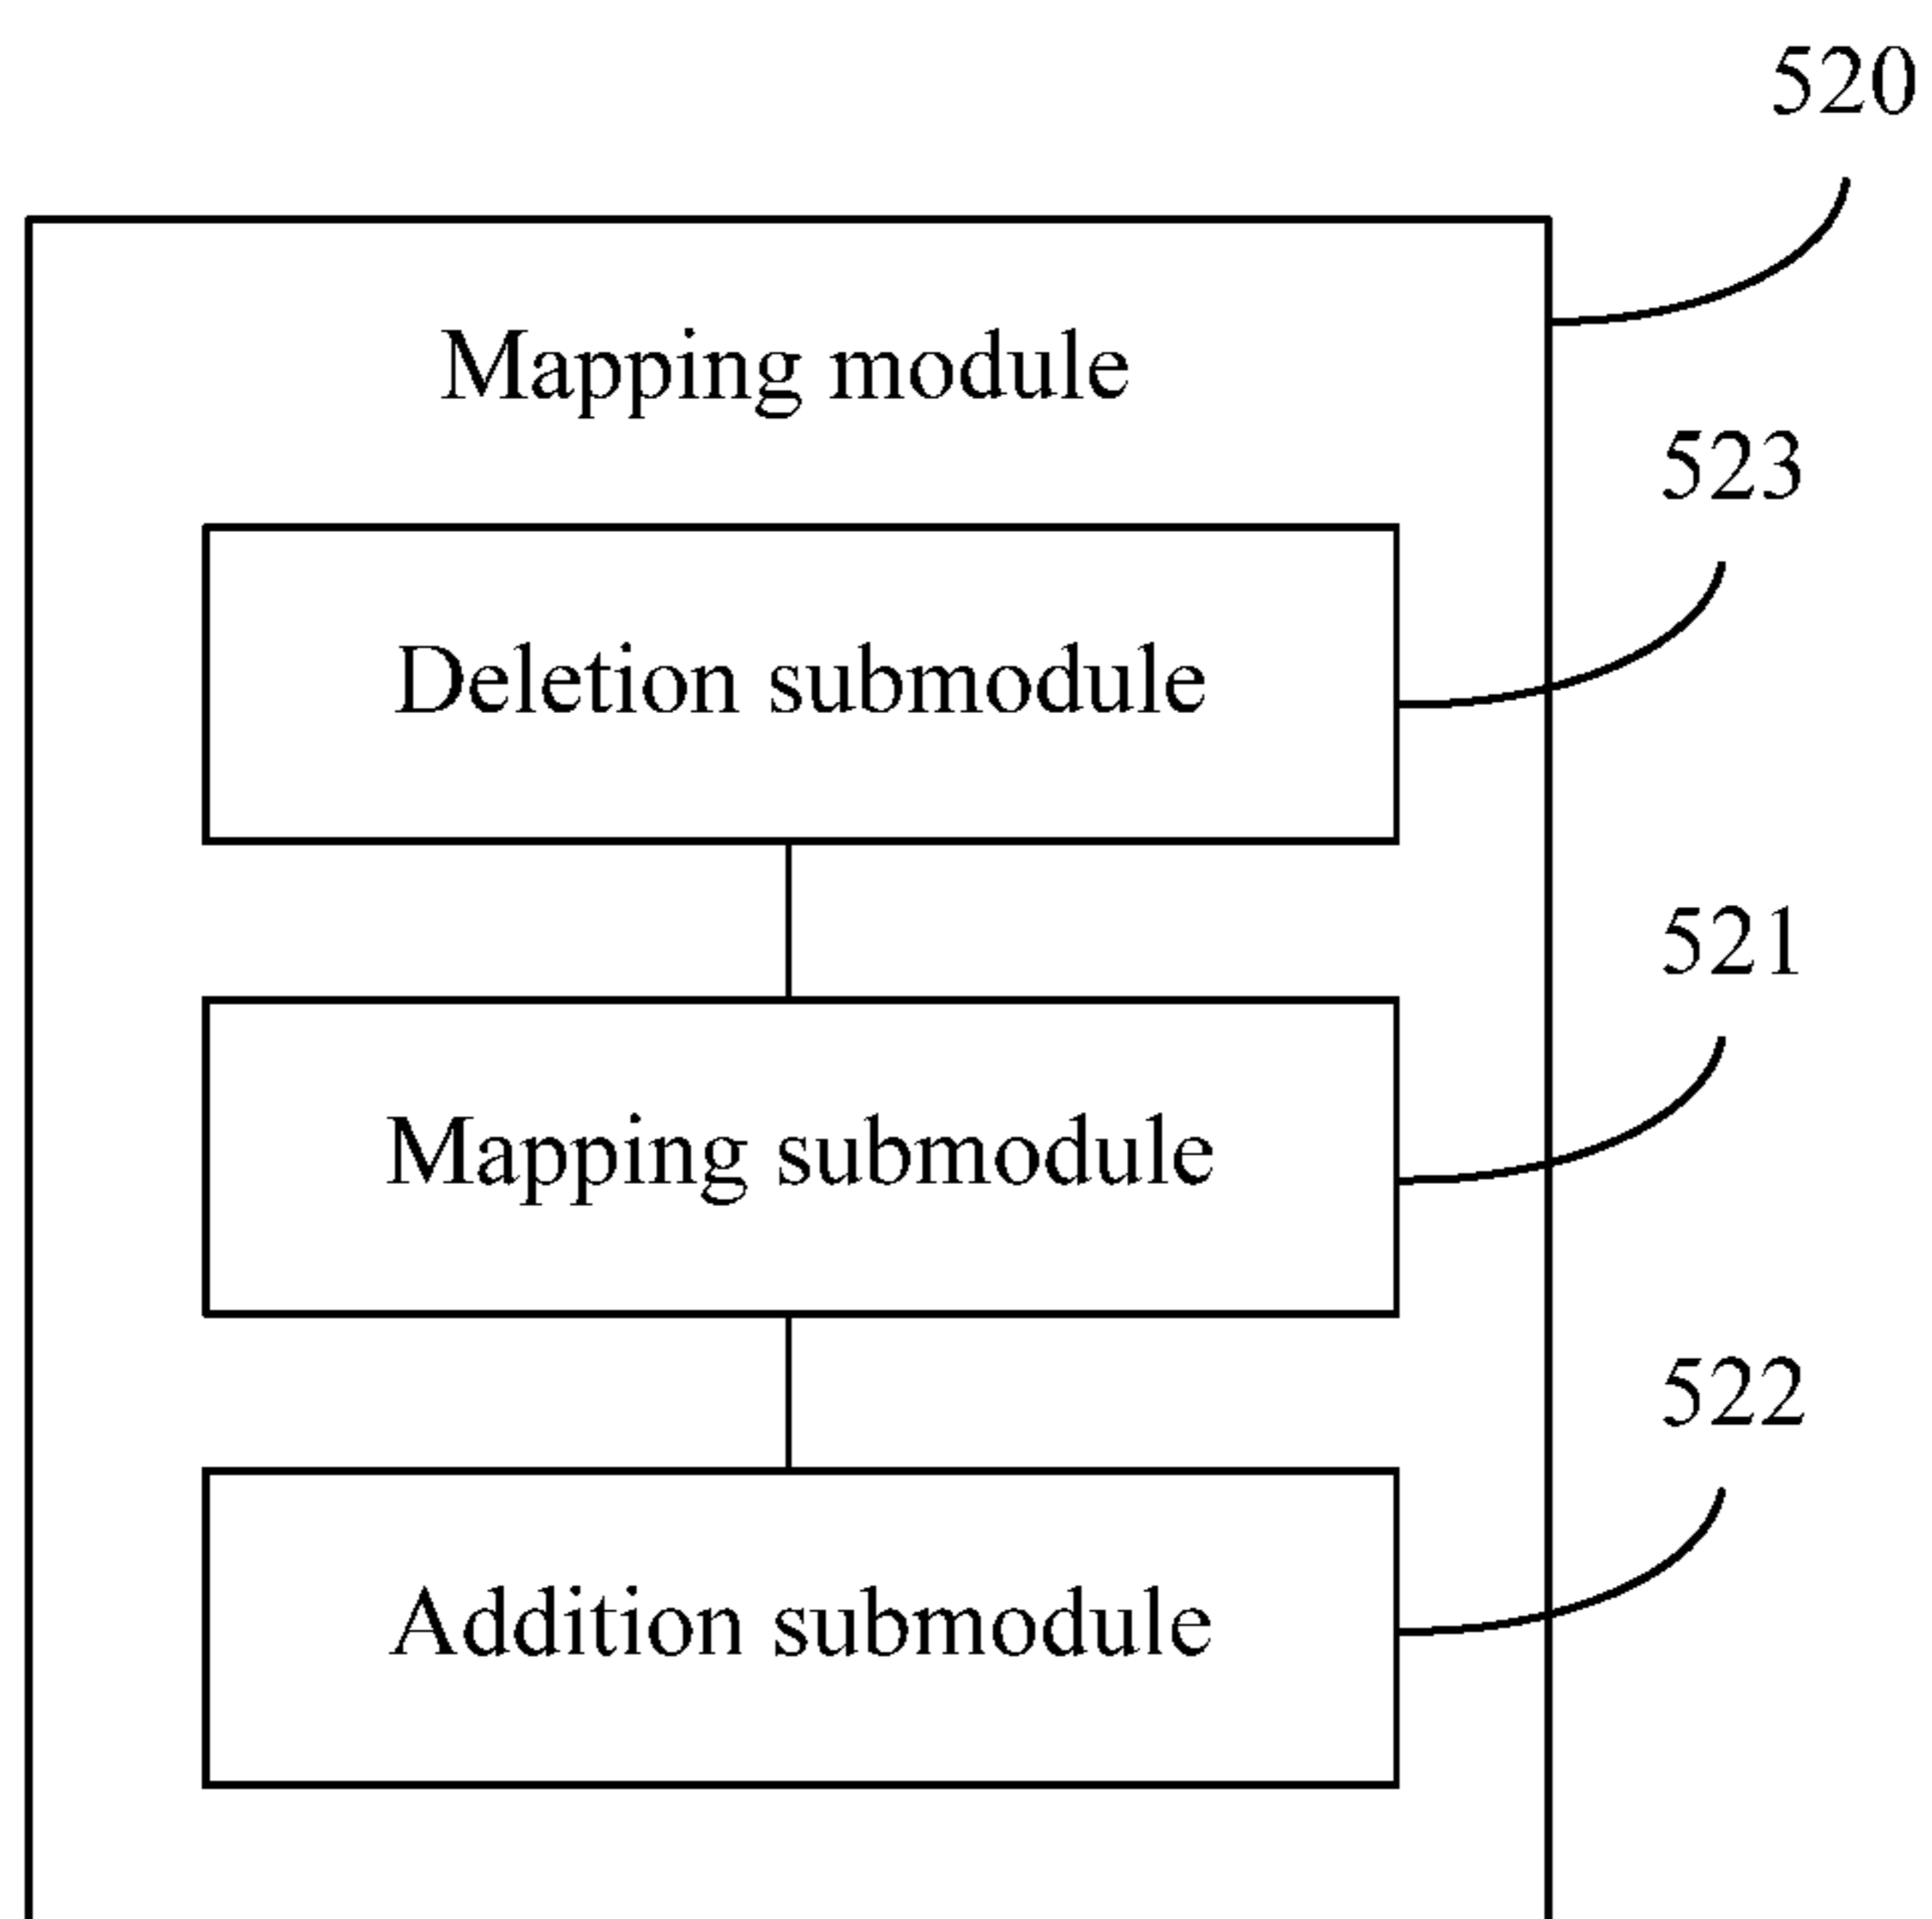 520
Mapping module
523
Deletion submodule
521
Mapping submodule
522
Addition submodule